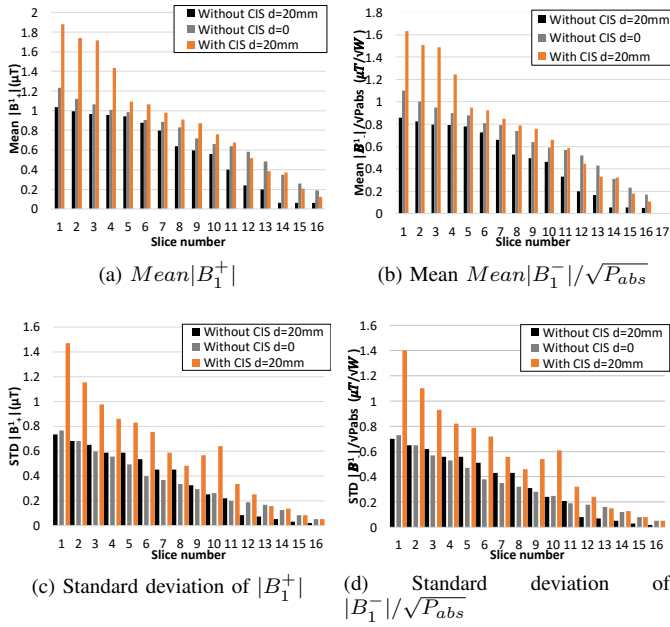 2
1.8
1.6
1.4
1.2
1
0.8
0.6
0.4
0.2
0
Mean |B¹₊| (µT)
Without CIS d=20mm
Without CIS d=0
With CIS d=20mm
1 2 3 4 5 6 7 8 9 10 11 12 13 14 15 16
Slice number
(a) Mean|B₁⁺|
1.8
1.6
1.4
1.2
1
0.8
0.6
0.4
0.2
0
Mean |B¹₋|/√Pabs (µT/√W)
Without CIS d=20mm
Without CIS d=0
With CIS d=20mm
1 2 3 4 5 6 7 8 9 10 11 12 13 14 15 16 17
Slice number
(b) Mean Mean|B₁⁻|/√P_abs
1.6
1.4
1.2
1
0.8
0.6
0.4
0.2
0
STD |B¹₊| (µT)
Without CIS d=20mm
Without CIS d=0
With CIS d=20mm
1 2 3 4 5 6 7 8 9 10 11 12 13 14 15 16
Slice number
(c) Standard deviation of |B₁⁺|
1.6
1.4
1.2
1
0.8
0.6
0.4
0.2
0
STD |B¹₋|/√Pabs (µT/√W)
Without CIS d=20mm
Without CIS d=0
With CIS d=20mm
1 2 3 4 5 6 7 8 9 10 11 12 13 14 15 16
Slice number
(d) Standard deviation of
|B₁⁻|/√P_abs